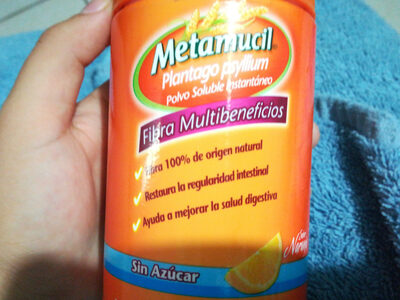 Metamucil
Plantago psyllium
Polvo Soluble Instantáneo
Fibra Multibeneficios
Fibra 100% de origen natural
Restaura la regularidad intestinal
Ayuda a mejorar la salud digestiva
Sin Azúcar